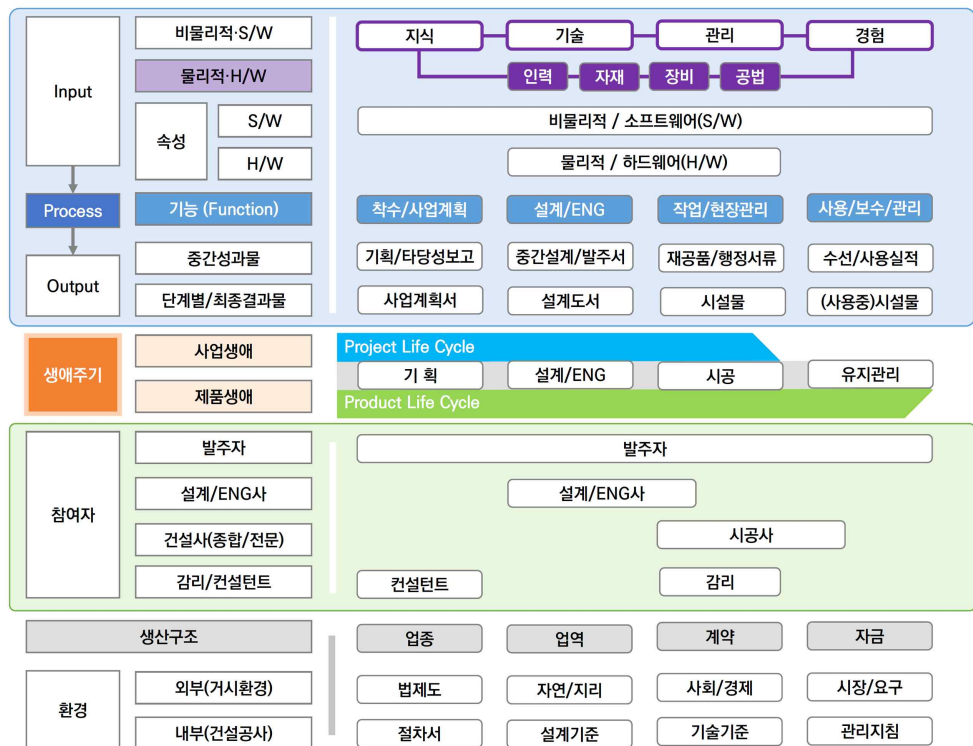 Input
비물리적·S/W
물리적·H/W
속성
S/W
H/W
지식
기술
관리
경험
인력
자재
장비
공법
비물리적 / 소프트웨어(S/W)
물리적 / 하드웨어(H/W)
Process
기능 (Function)
착수/사업계획
설계/ENG
작업/현장관리
사용/보수/관리
Output
중간성과물
기획/타당성보고
중간설계/발주서
재공품/행정서류
수선/사용실적
단계별/최종결과물
사업계획서
설계도서
시설물
(사용중)시설물
생애주기
사업생애
제품생애
Project Life Cycle
기 획
설계/ENG
시공
유지관리
Product Life Cycle
참여자
발주자
발주자
설계/ENG사
설계/ENG사
건설사(종합/전문)
시공사
감리/컨설턴트
컨설턴트
감리
생산구조
업종
업역
계약
자금
환경
외부(거시환경)
법제도
자연/지리
사회/경제
시장/요구
내부(건설공사)
절차서
설계기준
기술기준
관리지침